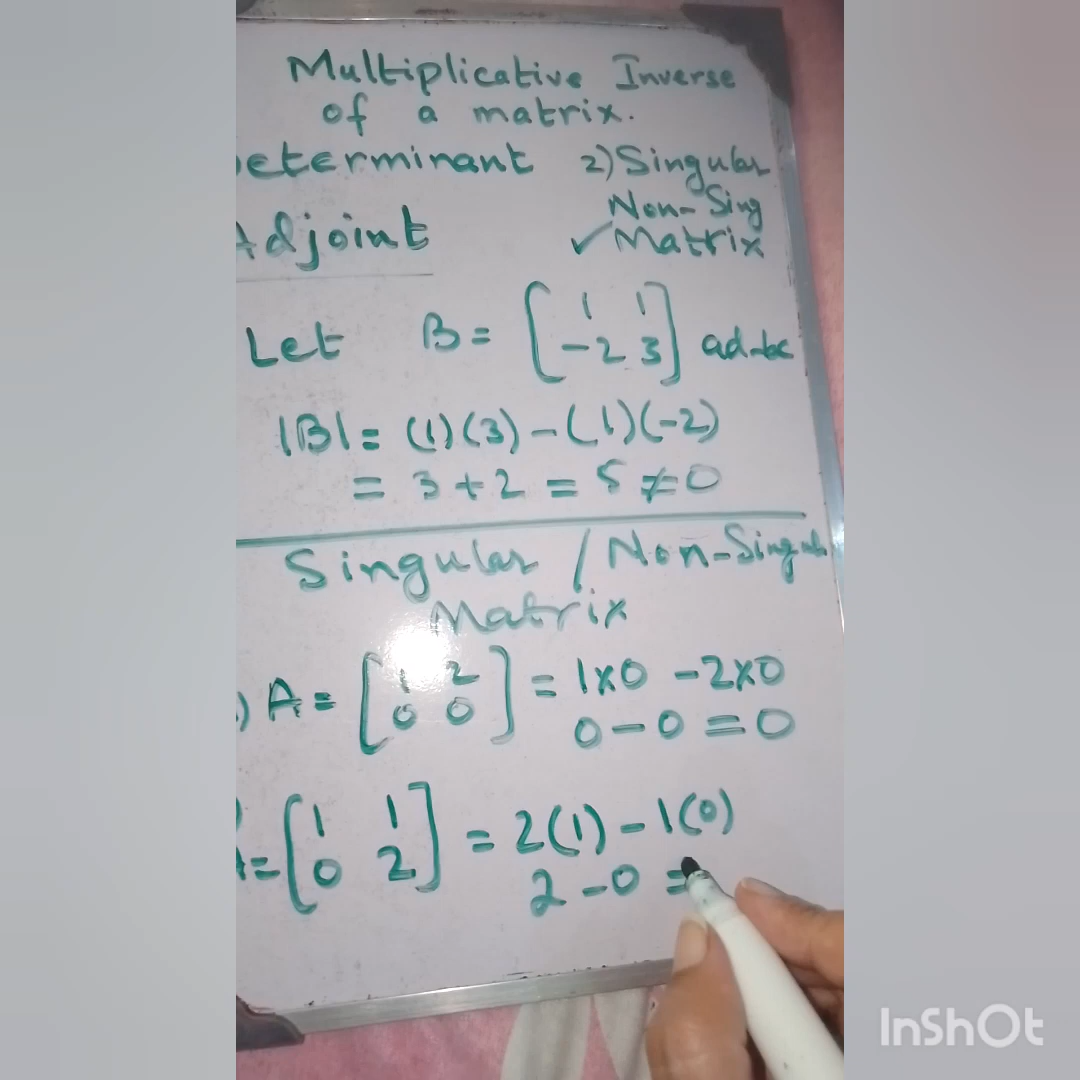 Multiplicative Inverse
of a matrix.
eterminant 2) Singular
Non-Sing
Adjoint ✓ Matrix
Let B = [ 1 1
-2 3 ] ad-bc
|B| = (1)(3) - (1)(-2)
= 3 + 2 = 5 ≠ 0
Singular / Non-Singul
Matrix
) A = [ 1 2
0 0 ] = 1x0 - 2x0
0 - 0 = 0
A = [ 1 1
0 2 ] = 2(1) - 1(0)
2 - 0 =
InShOt